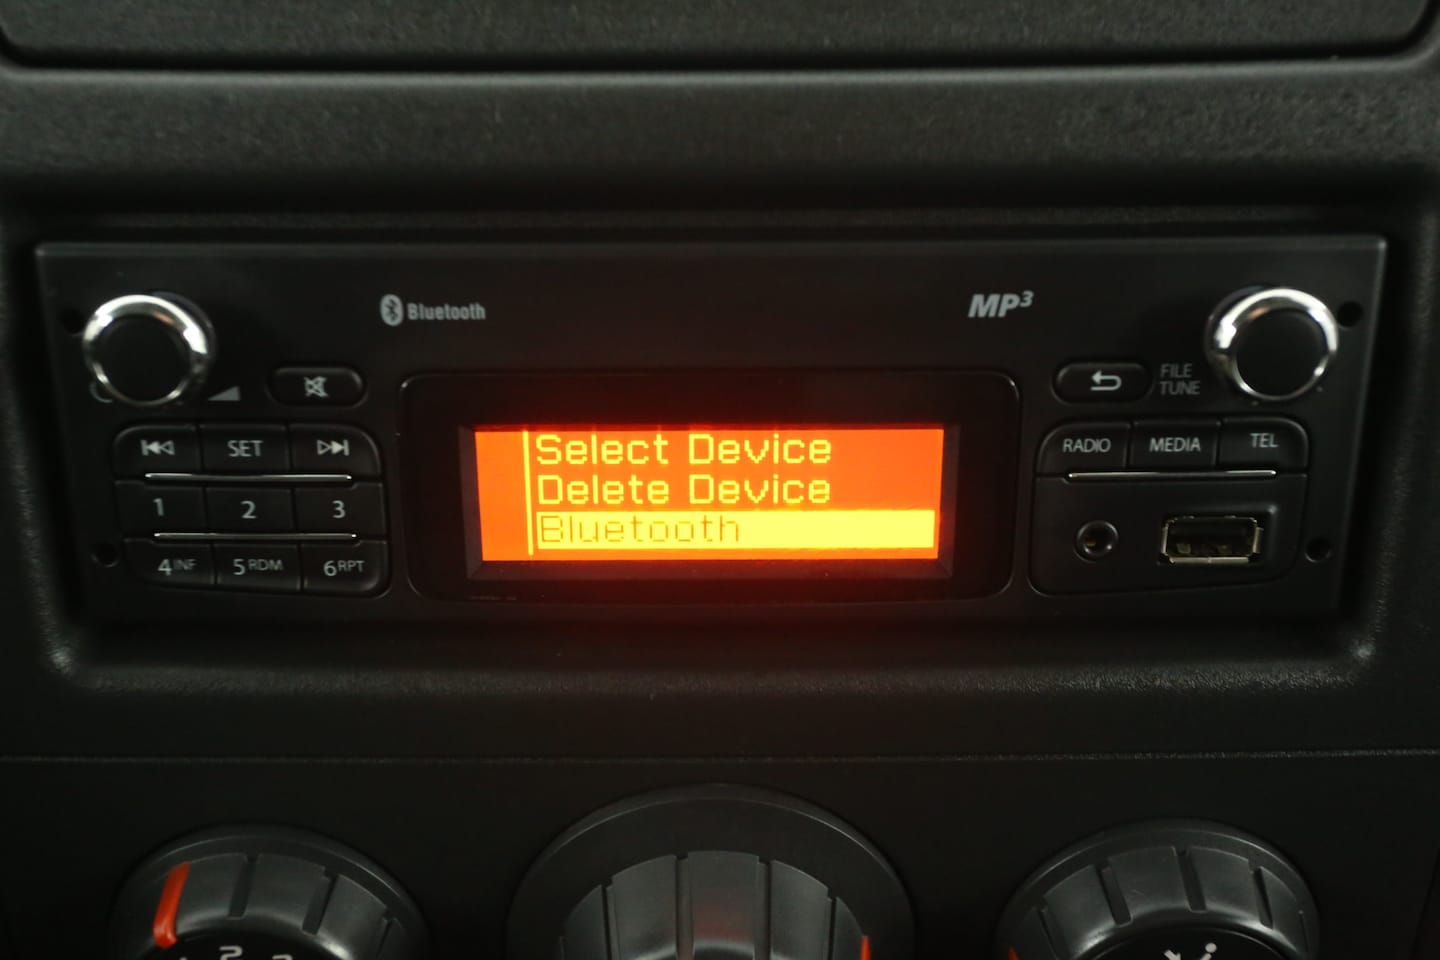 Bluetooth
MP3
FILE
TUNE
Select Device
Delete Device
Bluetooth
SET
1
2
3
4INF
5RDM
6RPT
RADIO
MEDIA
TEL
2